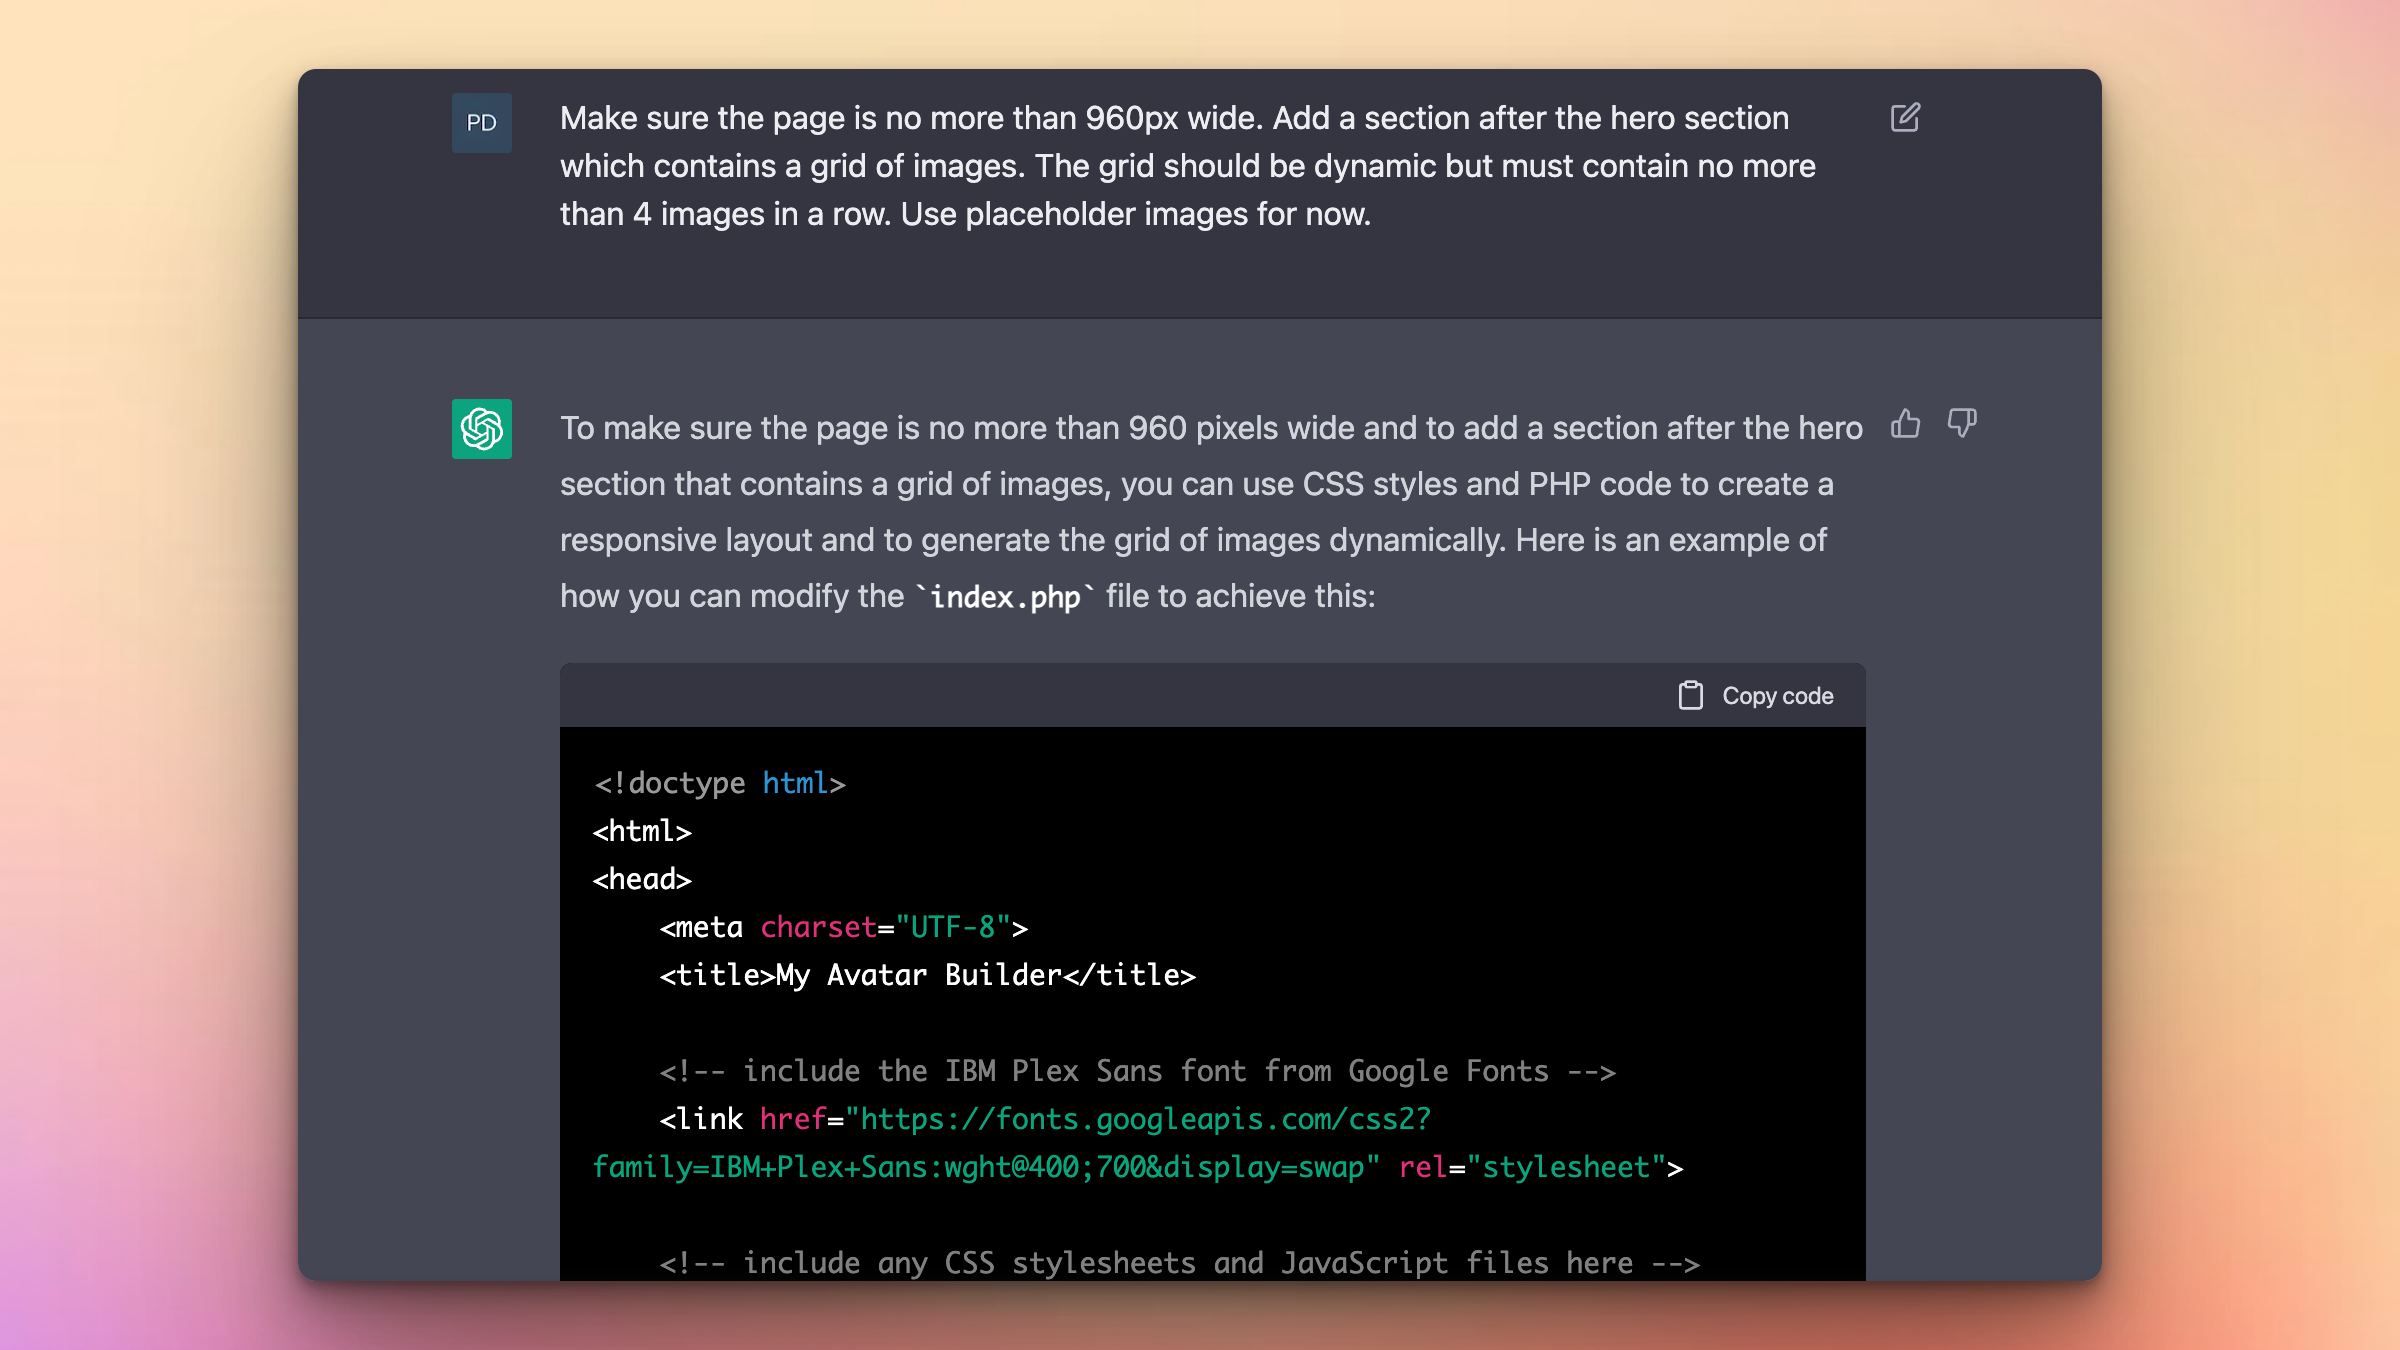 PD
Make sure the page is no more than 960px wide. Add a section after the hero section
which contains a grid of images. The grid should be dynamic but must contain no more
than 4 images in a row. Use placeholder images for now.
To make sure the page is no more than 960 pixels wide and to add a section after the hero
section that contains a grid of images, you can use CSS styles and PHP code to create a
responsive layout and to generate the grid of images dynamically. Here is an example of
how you can modify the `index.php` file to achieve this:
Copy code
<!doctype html>
<html>
<head>
    <meta charset="UTF-8">
    <title>My Avatar Builder</title>
    <!-- include the IBM Plex Sans font from Google Fonts -->
    <link href="https://fonts.googleapis.com/css2?
family=IBM+Plex+Sans:wght@400;700&display=swap" rel="stylesheet">
    <!-- include any CSS stylesheets and JavaScript files here -->